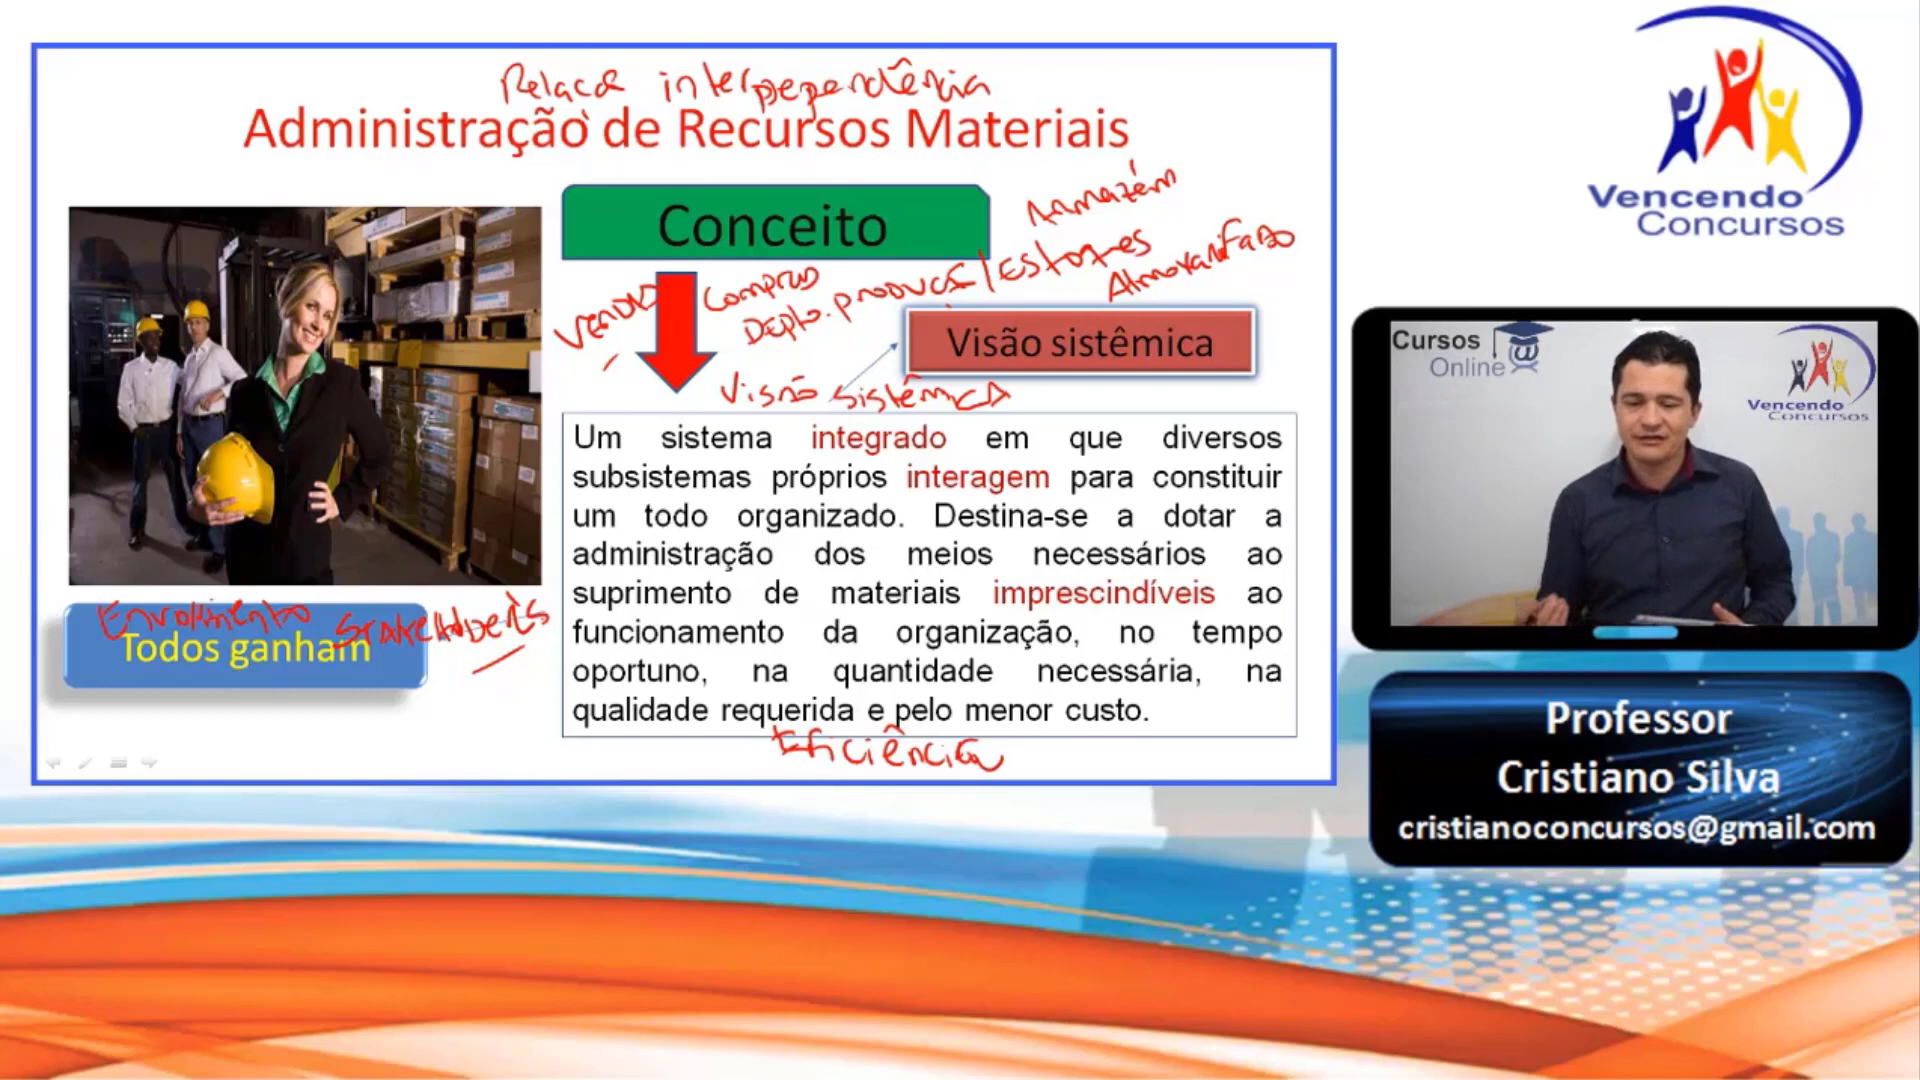 Relação interdependência
Administração de Recursos Materiais
Conceito
Armazém
Vendas
Compras
Depto. produção / Estoques
Almoxarifado
Visão sistêmica
Visão sistêmica
Um sistema integrado em que diversos
subsistemas próprios interagem para constituir
um todo organizado. Destina-se a dotar a
administração dos meios necessários ao
suprimento de materiais imprescindíveis ao
funcionamento da organização, no tempo
oportuno, na quantidade necessária, na
qualidade requerida e pelo menor custo.
Eficiência
Stakeholders
Todos ganham
Vencendo
Concursos
Cursos
Online
Vencendo
Concursos
Professor
Cristiano Silva
cristianoconcursos@gmail.com